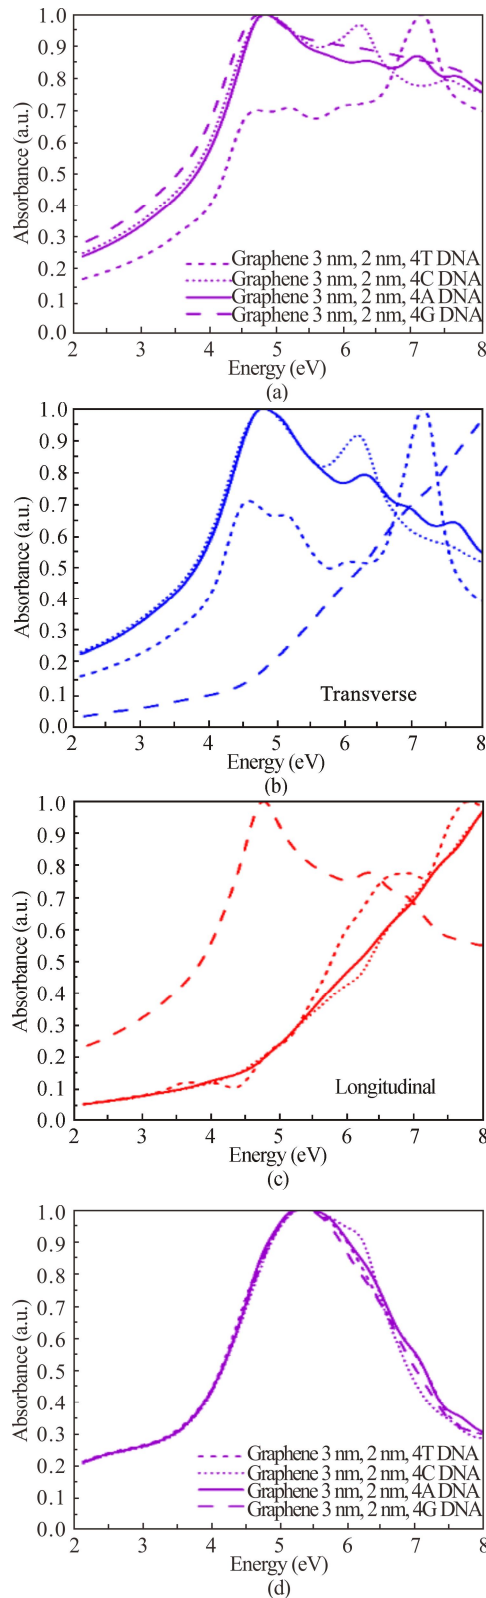 1.0
0.9
0.8
0.7
0.6
0.5
0.4
0.3
0.2
0.1
0.0
Absorbance (a.u.)
Graphene 3 nm, 2 nm, 4T DNA
Graphene 3 nm, 2 nm, 4C DNA
Graphene 3 nm, 2 nm, 4A DNA
Graphene 3 nm, 2 nm, 4G DNA
2 3 4 5 6 7 8
Energy (eV)
(a)
1.0
0.9
0.8
0.7
0.6
0.5
0.4
0.3
0.2
0.1
0.0
Absorbance (a.u.)
Transverse
2 3 4 5 6 7 8
Energy (eV)
(b)
1.0
0.9
0.8
0.7
0.6
0.5
0.4
0.3
0.2
0.1
0.0
Absorbance (a.u.)
Longitudinal
2 3 4 5 6 7 8
Energy (eV)
(c)
1.0
0.9
0.8
0.7
0.6
0.5
0.4
0.3
0.2
0.1
0.0
Absorbance (a.u.)
Graphene 3 nm, 2 nm, 4T DNA
Graphene 3 nm, 2 nm, 4C DNA
Graphene 3 nm, 2 nm, 4A DNA
Graphene 3 nm, 2 nm, 4G DNA
2 3 4 5 6 7 8
Energy (eV)
(d)